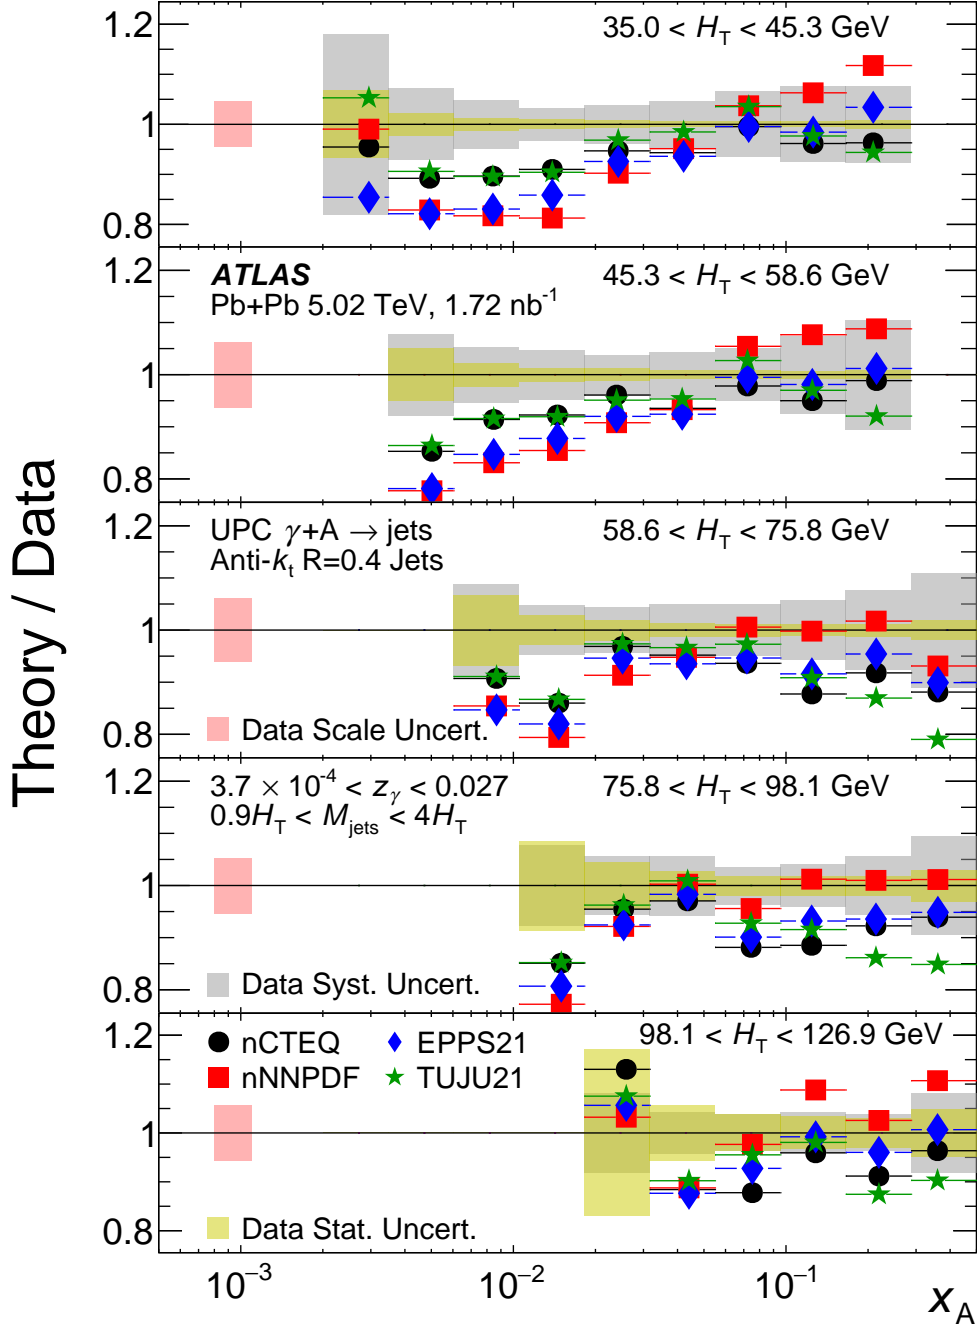 1.2
1
0.8
35.0 < H_T < 45.3 GeV
1.2
1
0.8
ATLAS
Pb+Pb 5.02 TeV, 1.72 nb⁻¹
45.3 < H_T < 58.6 GeV
1.2
1
0.8
UPC γ+A → jets
Anti-k_t R=0.4 Jets
58.6 < H_T < 75.8 GeV
Data Scale Uncert.
1.2
1
0.8
3.7 × 10⁻⁴ < z_γ < 0.027
0.9H_T < M_jets < 4H_T
75.8 < H_T < 98.1 GeV
Data Syst. Uncert.
1.2
1
0.8
98.1 < H_T < 126.9 GeV
nCTEQ
EPPS21
nNNPDF
TUJU21
Data Stat. Uncert.
10⁻³
10⁻²
10⁻¹
x_A
Theory / Data